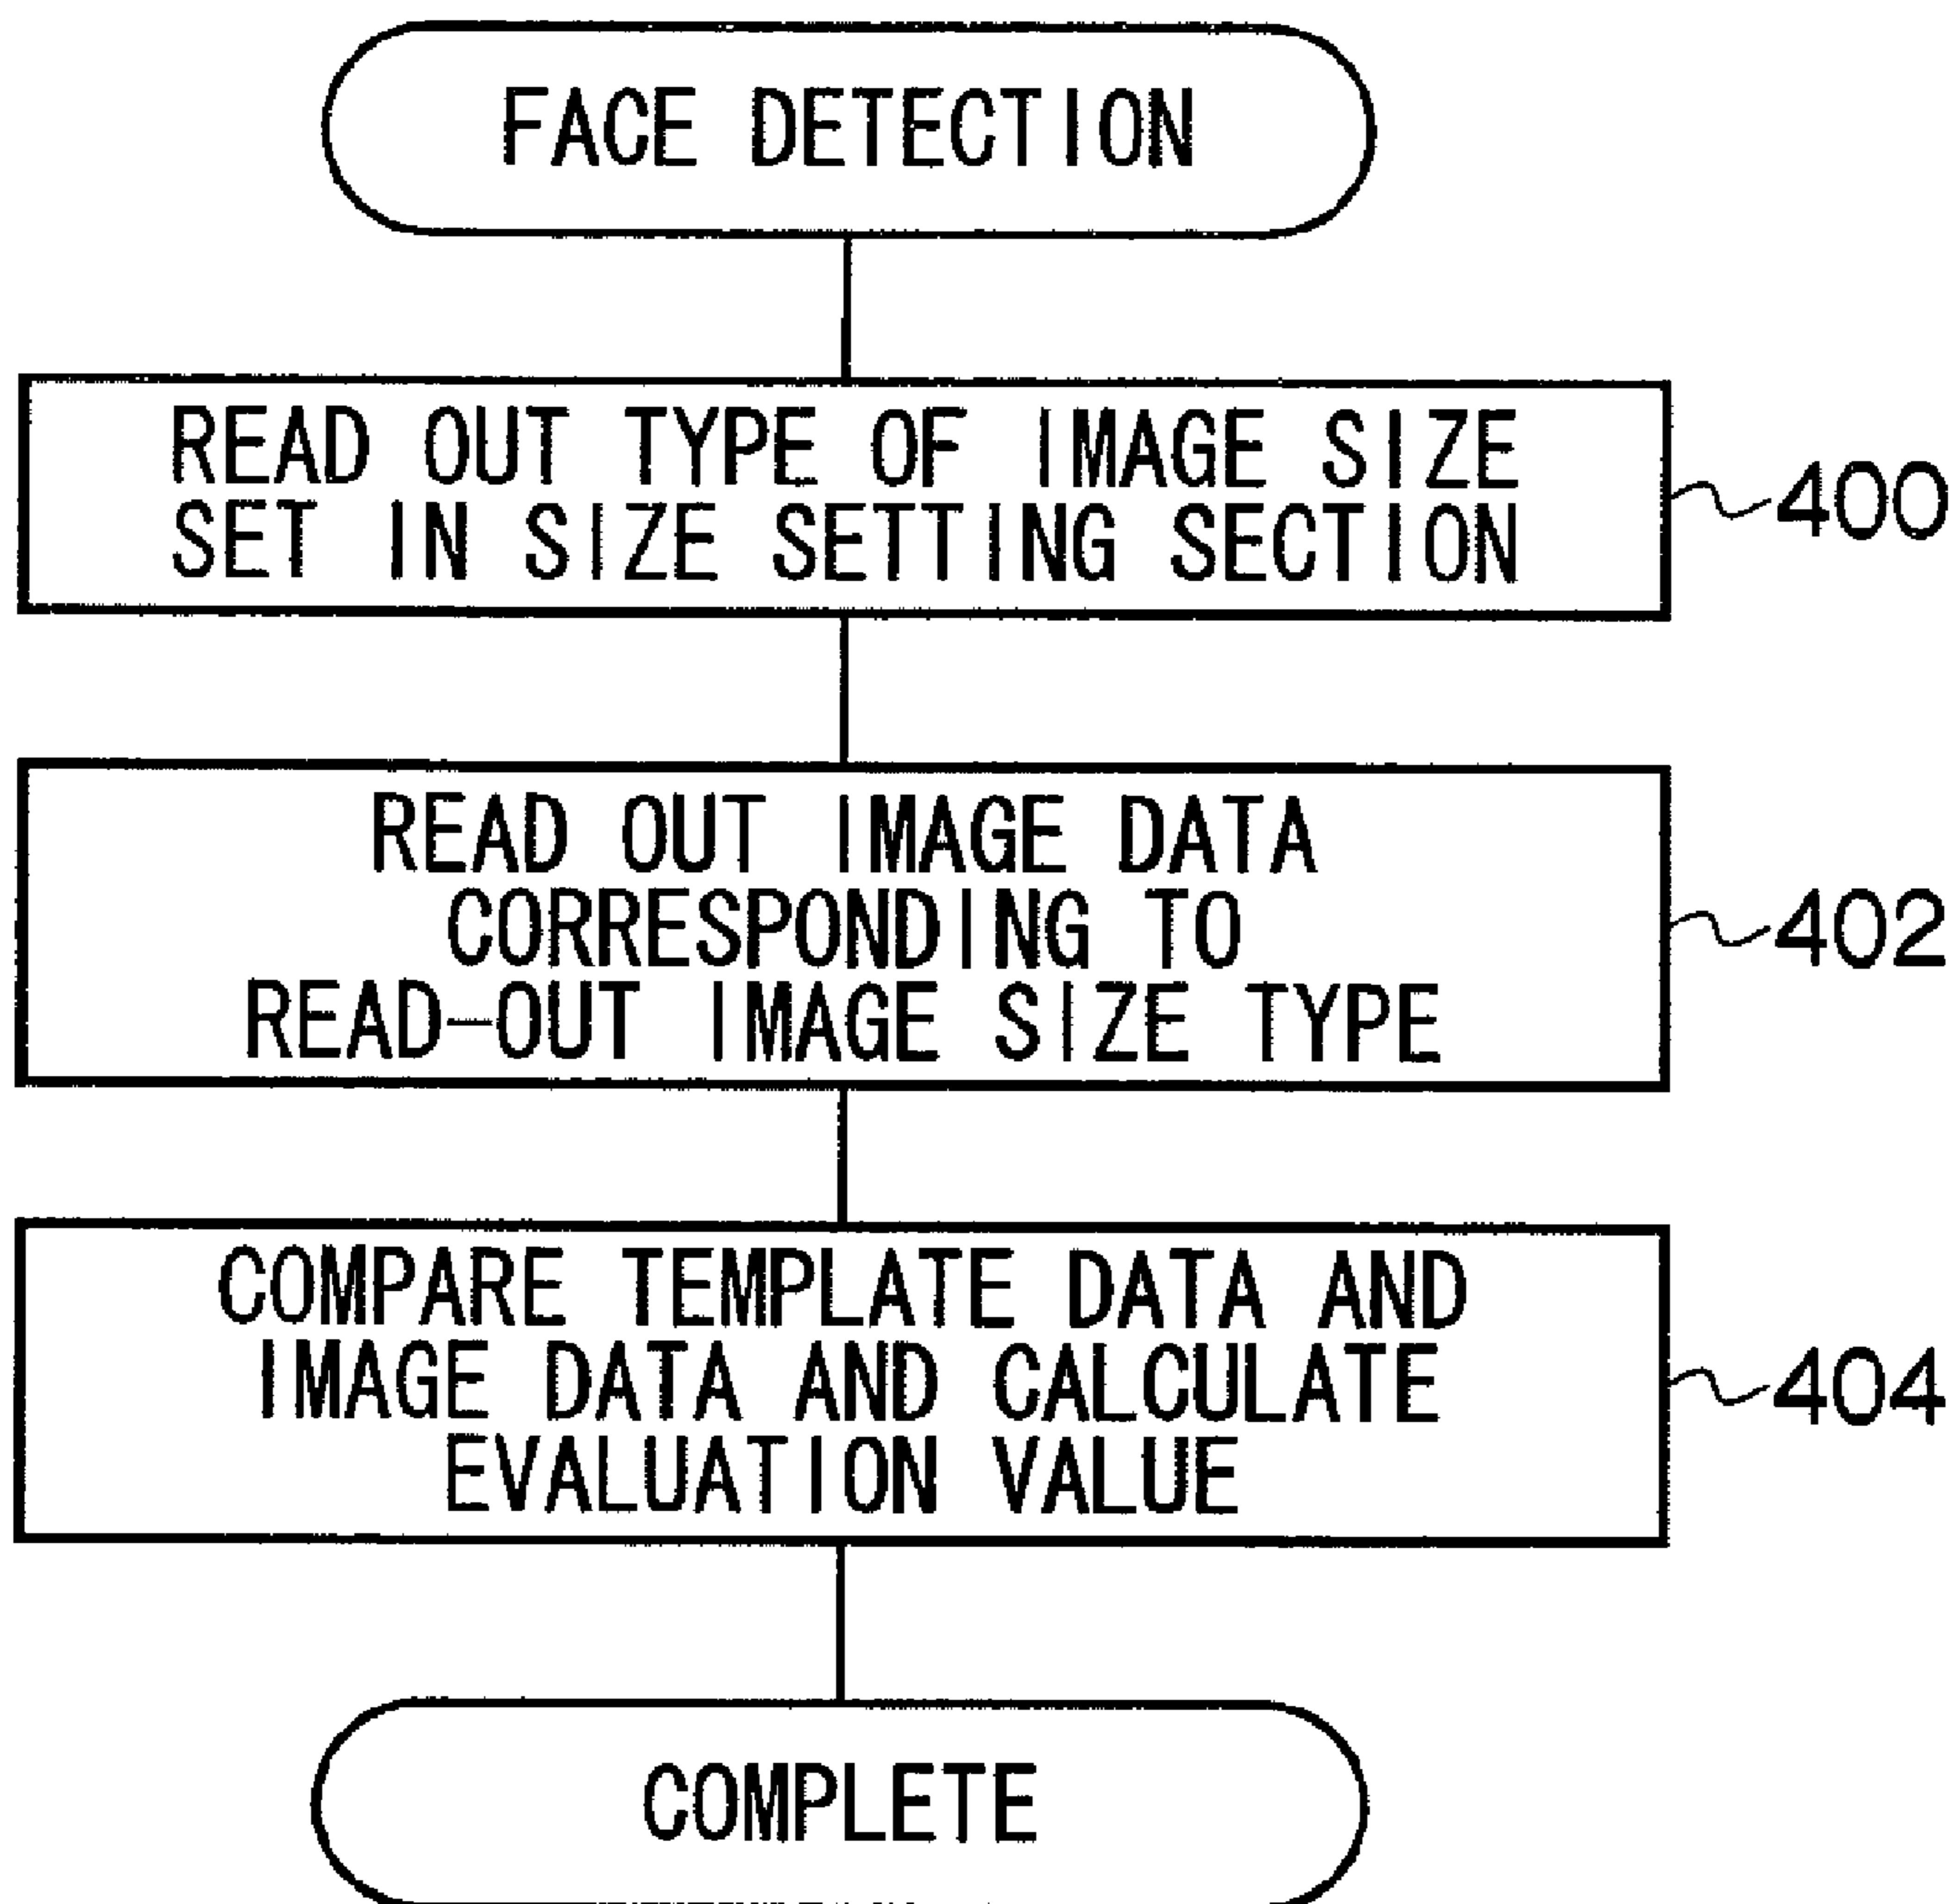 FACE DETECTION
READ OUT TYPE OF IMAGE SIZE
SET IN SIZE SETTING SECTION
400
READ OUT IMAGE DATA
CORRESPONDING TO
READ-OUT IMAGE SIZE TYPE
402
COMPARE TEMPLATE DATA AND
IMAGE DATA AND CALCULATE
EVALUATION VALUE
404
COMPLETE